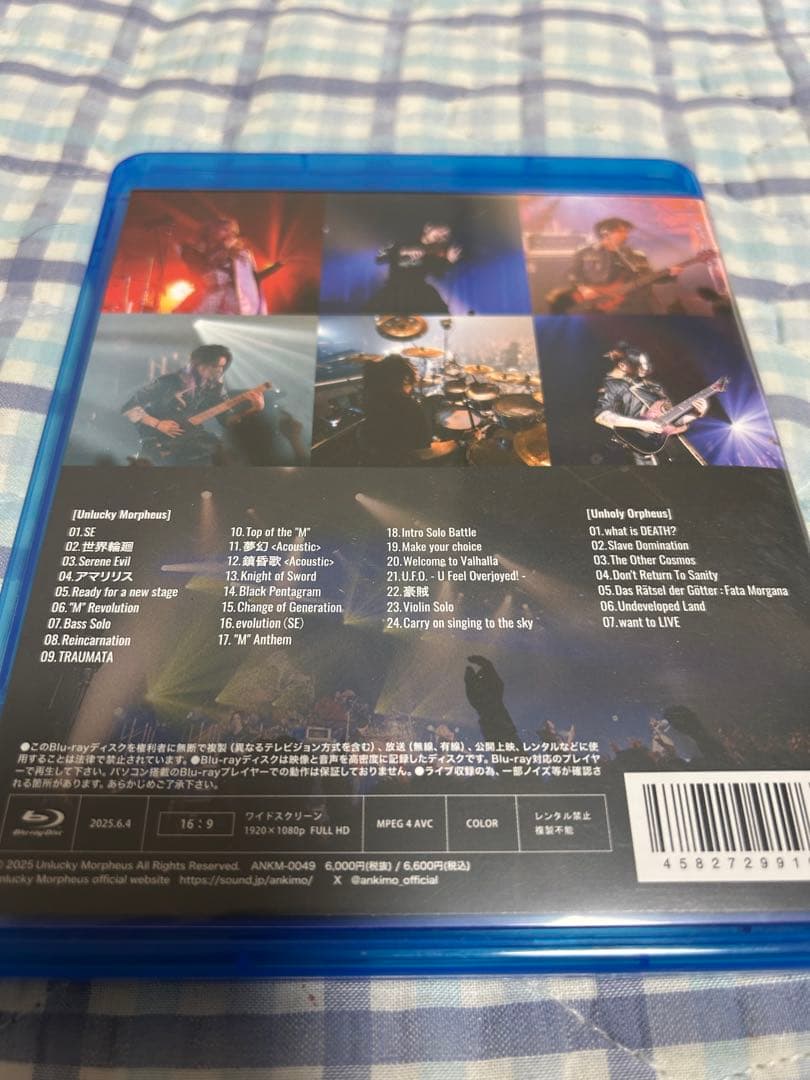 [Unlucky Morpheus]
01.SE
02.世界輪廻
03.Serene Evil
04.アマリリス
05.Ready for a new stage
06."M" Revolution
07.Bass Solo
08.Reincarnation
09.TRAUMATA
10.Top of the "M"
11.夢幻 <Acoustic>
12.鎮昏歌 <Acoustic>
13.Knight of Sword
14.Black Pentagram
15.Change of Generation
16.evolution（SE）
17."M" Anthem
18.Intro Solo Battle
19.Make your choice
20.Welcome to Valhalla
21.U.F.O. - U Feel Overjoyed! -
22.豪賊
23.Violin Solo
24.Carry on singing to the sky
[Unholy Orpheus]
01.what is DEATH?
02.Slave Domination
03.The Other Cosmos
04.Don't Return To Sanity
05.Das Rätsel der Götter : Fata Morgana
06.Undeveloped Land
07.want to LIVE
●このBlu-rayディスクを権利者に無断で複製（異なるテレビジョン方式を含む）、放送（無線、有線）、公開上映、レンタルなどに使
用することは法律で禁止されています。●Blu-rayディスクは映像と音声を高密度に記録したディスクです。Blu-ray対応のプレイヤ
ーで再生して下さい。パソコン搭載のBlu-rayプレイヤーでの動作は保証しておりません。●ライブ収録の為、一部ノイズ等が確認さ
れる箇所があります。あらかじめご了承下さい。
Blu-ray Disc
2025.6.4
16：9
ワイドスクリーン
1920×1080p FULL HD
MPEG 4 AVC
COLOR
レンタル禁止
複製不能
© 2025 Unlucky Morpheus All Rights Reserved. ANKM-0049 6,000円(税抜) / 6,600円(税込)
nlucky Morpheus official website https://sound.jp/ankimo/ X @ankimo_official
4 5 8 2 7 2 9 9 1